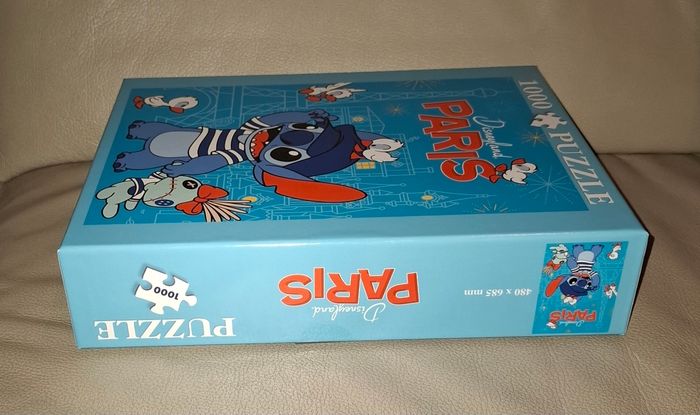 1000 PUZZLE
Disneyland
PARIS
PUZZLE
1000
Disneyland
PARIS
480 x 685 mm
Disneyland
PARIS